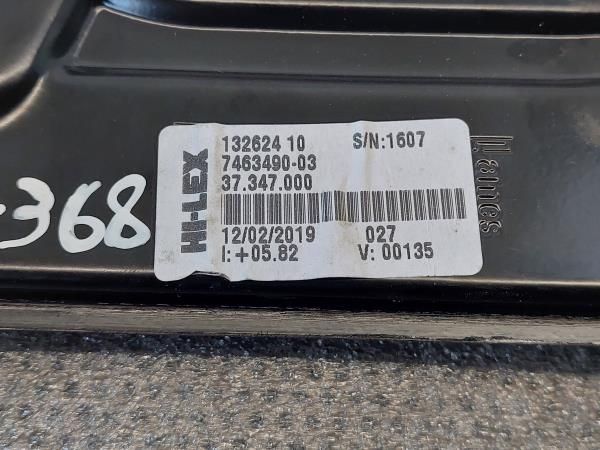 HI-LEX
132624 10 S/N:1607
7463490-03
37.347.000
12/02/2019 027
I: +05.82 V: 00135
-368